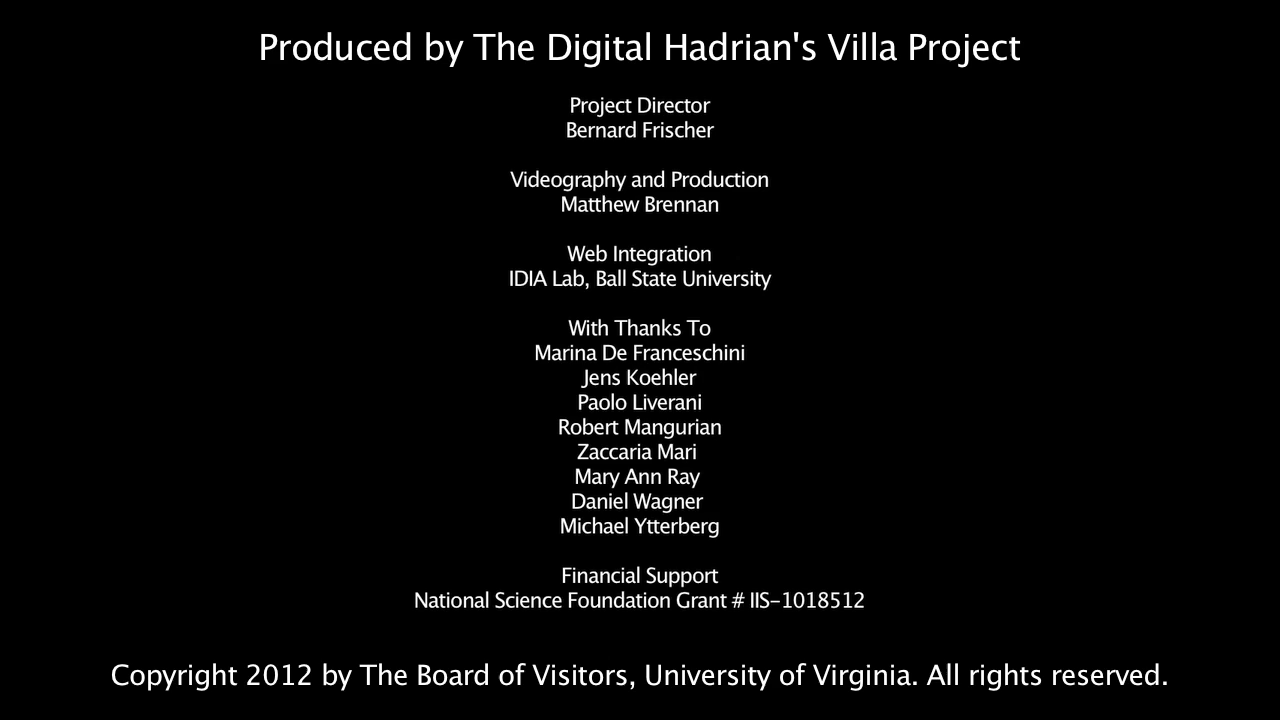 Produced by The Digital Hadrian's Villa Project
Project Director
Bernard Frischer
Videography and Production
Matthew Brennan
Web Integration
IDIA Lab, Ball State University
With Thanks To
Marina De Franceschini
Jens Koehler
Paolo Liverani
Robert Mangurian
Zaccaria Mari
Mary Ann Ray
Daniel Wagner
Michael Ytterberg
Financial Support
National Science Foundation Grant # IIS-1018512
Copyright 2012 by The Board of Visitors, University of Virginia. All rights reserved.